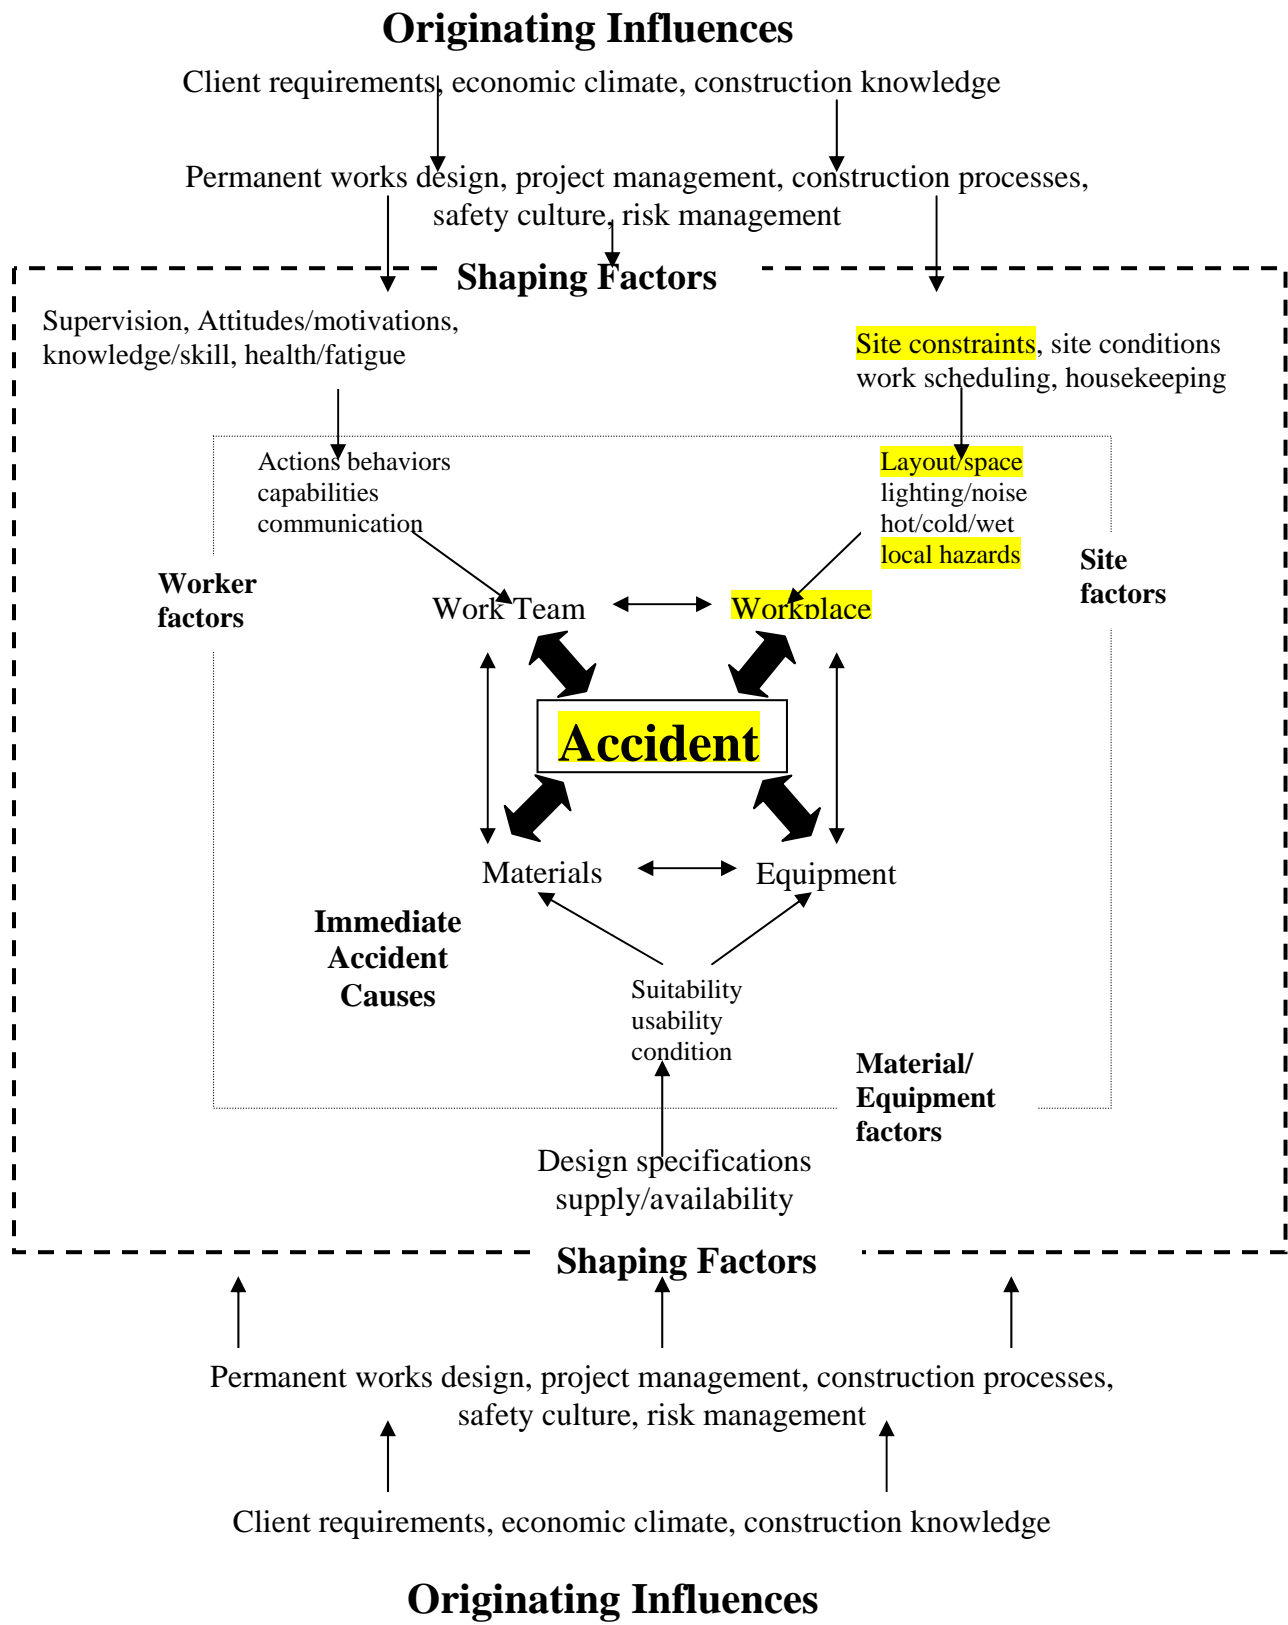 Originating Influences
Client requirements, economic climate, construction knowledge
Permanent works design, project management, construction processes,
safety culture, risk management
Shaping Factors
Supervision, Attitudes/motivations,
knowledge/skill, health/fatigue
Site constraints, site conditions
work scheduling, housekeeping
Actions behaviors
capabilities
communication
Layout/space
lighting/noise
hot/cold/wet
local hazards
Worker
factors
Site
factors
Work Team
Workplace
Accident
Materials
Equipment
Immediate
Accident
Causes
Suitability
usability
condition
Material/
Equipment
factors
Design specifications
supply/availability
Shaping Factors
Permanent works design, project management, construction processes,
safety culture, risk management
Client requirements, economic climate, construction knowledge
Originating Influences